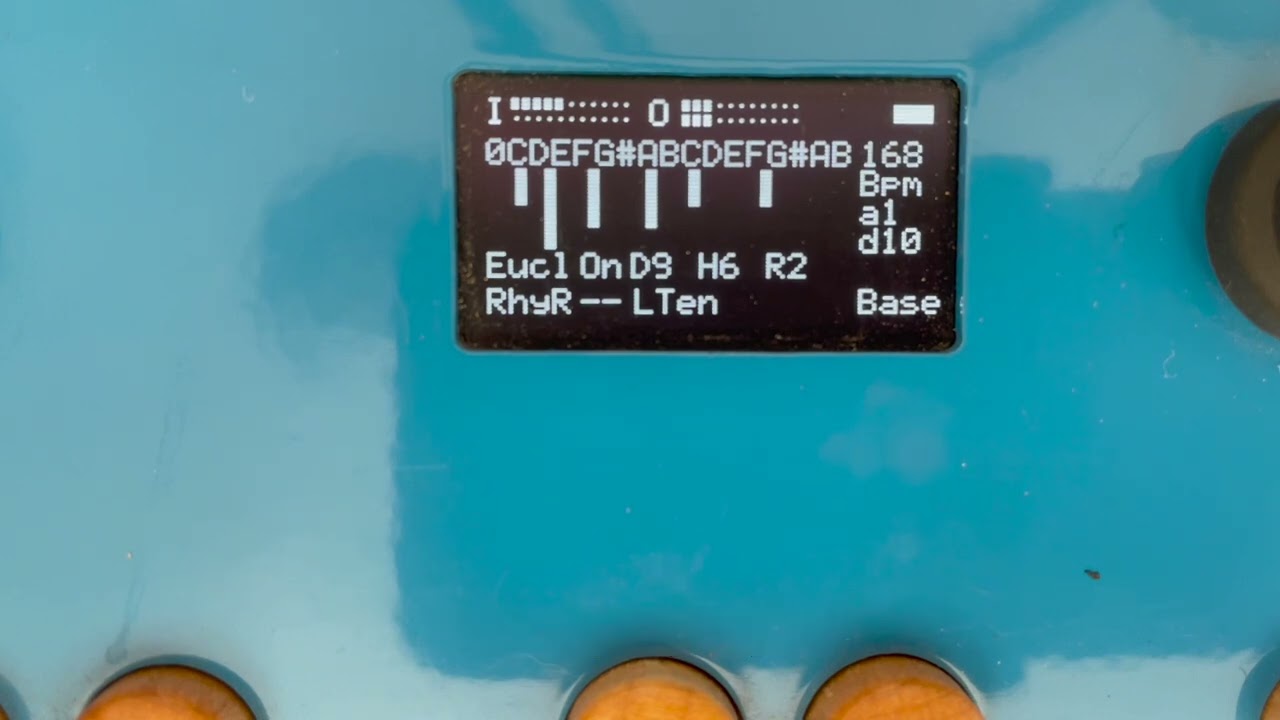 I O
0CDEFG#ABCDEFG#AB 168
Bpm
a1
d10
Eucl On D9 H6 R2
RhyR -- LTen Base